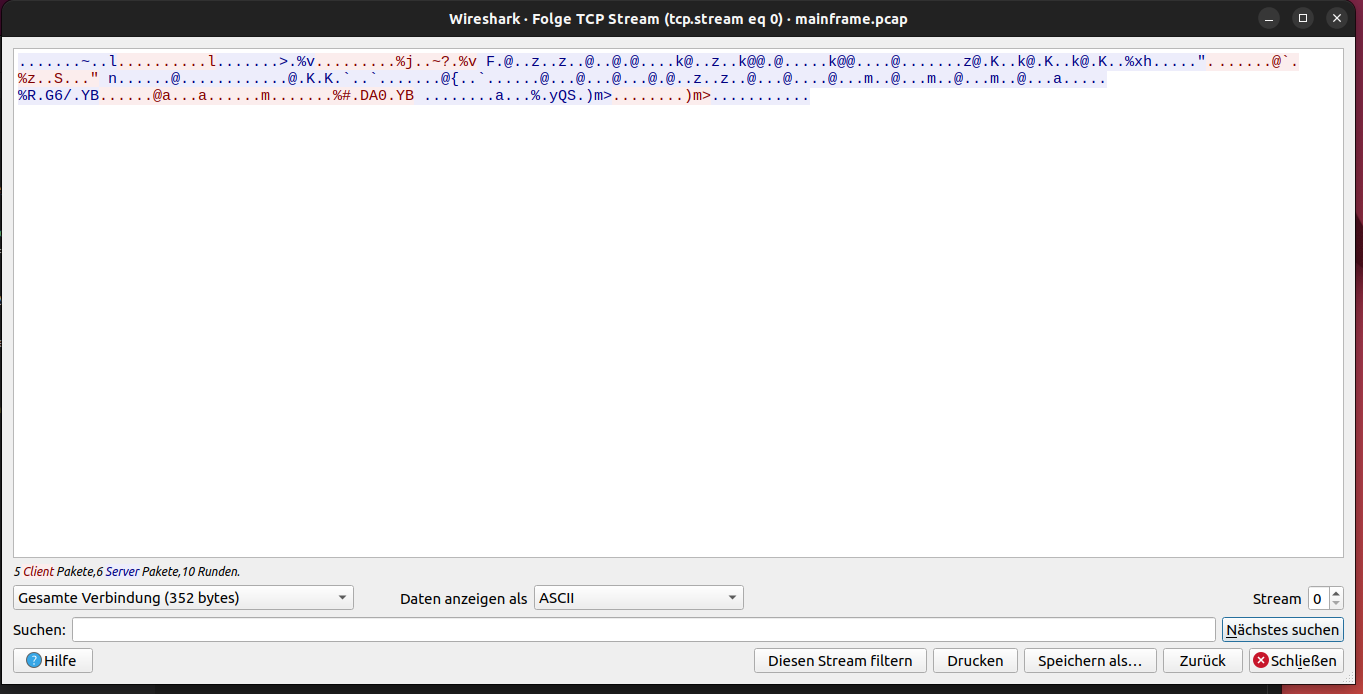 Wireshark · Folge TCP Stream (tcp.stream eq 0) · mainframe.pcap
.......~..l..........l.......>.%v.........%j..~?.%v F.@..z..z..@..@.@....k@..z..k@@.@.....k@@....@.......z@.K..k@.K..k@.K..%xh.....".......@`.
%z..S..." n......@............@.K.K.`..`.......@{..`......@...@...@...@.@..z..z..@...@....@...m..@...m..@...m..@...a.....
%R.G6/.YB......@a...a......m.......%#.DA0.YB ........a...%.yQS.)m>........)m>...........
5 Client Pakete,6 Server Pakete,10 Runden.
Gesamte Verbindung (352 bytes) Daten anzeigen als ASCII Stream 0
Suchen: Nächstes suchen
Hilfe Diesen Stream filtern Drucken Speichern als… Zurück Schließen